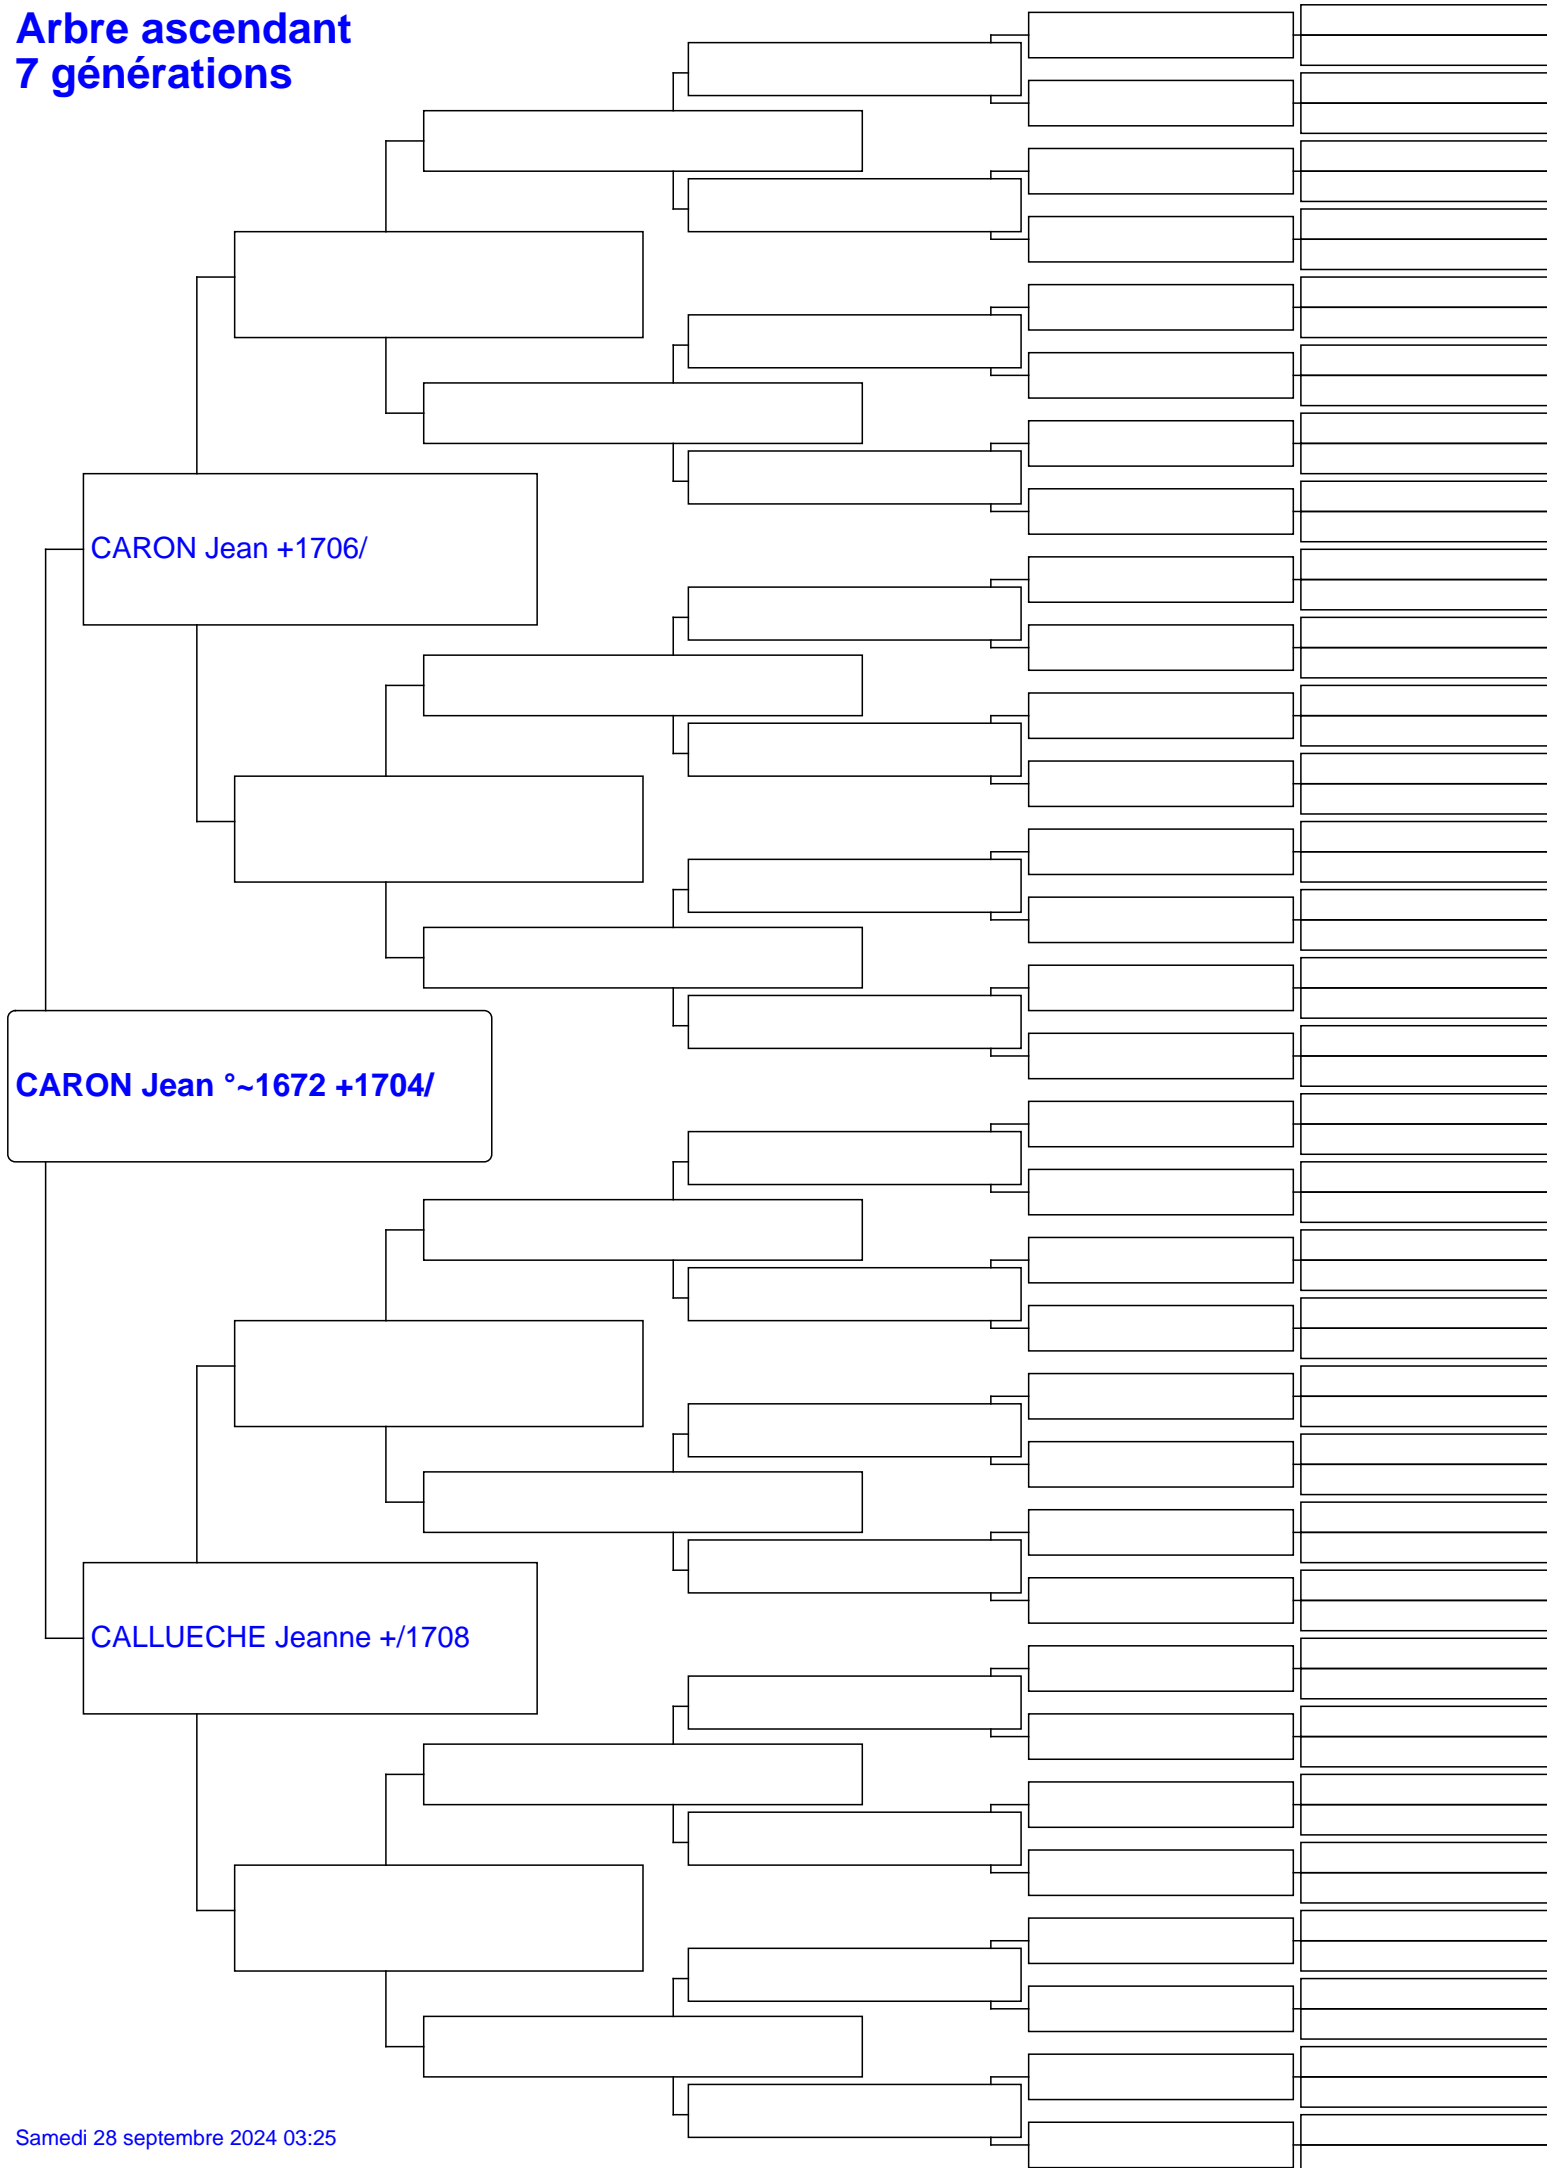 Arbre ascendant
7 générations
CARON Jean +1706/
CARON Jean °~1672 +1704/
CALLUECHE Jeanne +/1708
Samedi 28 septembre 2024 03:25